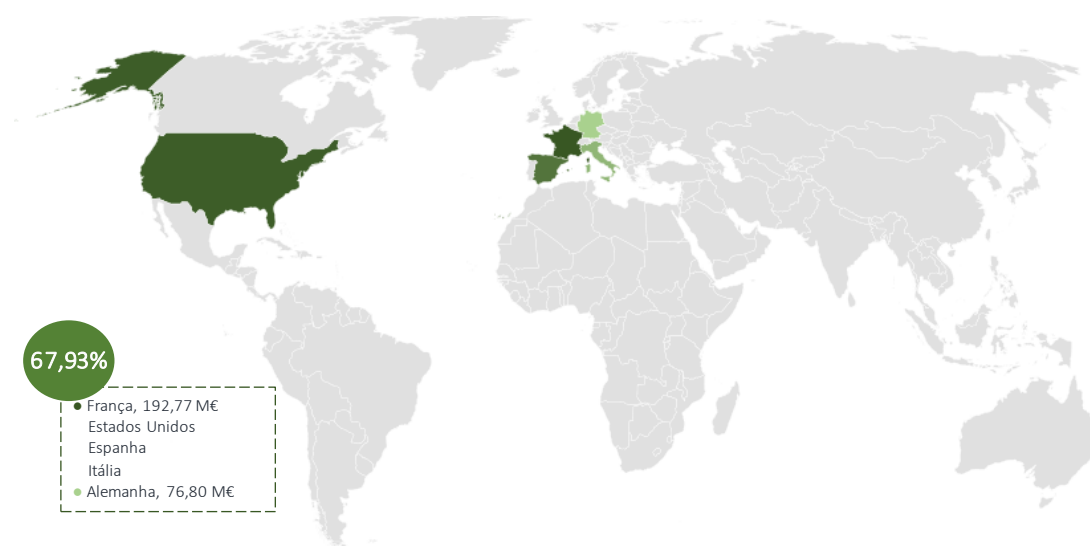 67,93%
França, 192,77 M€
Estados Unidos
Espanha
Itália
Alemanha, 76,80 M€